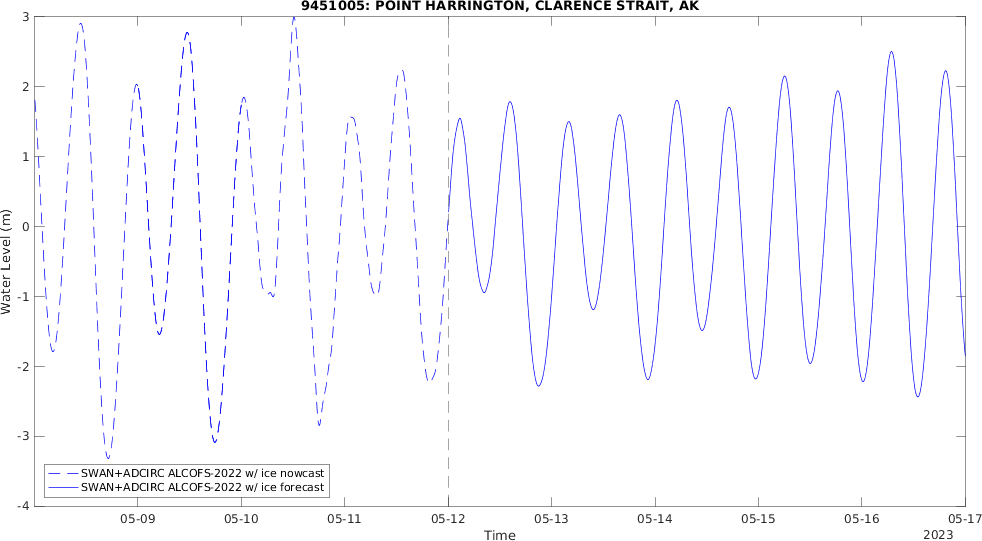 9451005: POINT HARRINGTON, CLARENCE STRAIT, AK
Water Level (m)
3
2
1
0
-1
-2
-3
-4
SWAN+ADCIRC ALCOFS-2022 w/ ice nowcast
SWAN+ADCIRC ALCOFS-2022 w/ ice forecast
05-09 05-10 05-11 05-12 05-13 05-14 05-15 05-16 05-17
Time
2023